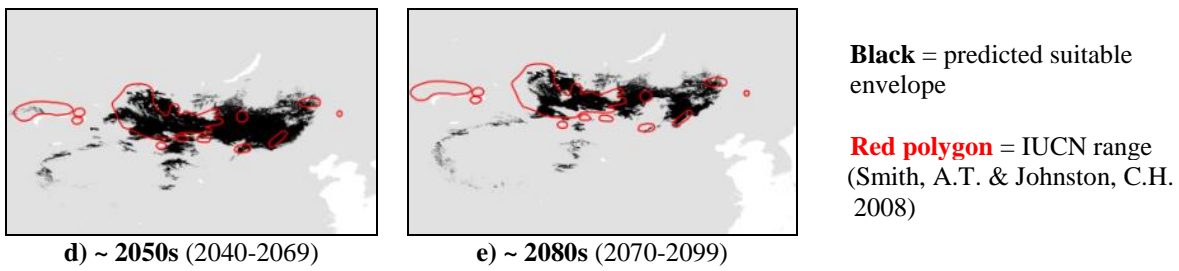 Black = predicted suitable
envelope
Red polygon = IUCN range
(Smith, A.T. & Johnston, C.H.
2008)
d) ~ 2050s (2040-2069)
e) ~ 2080s (2070-2099)